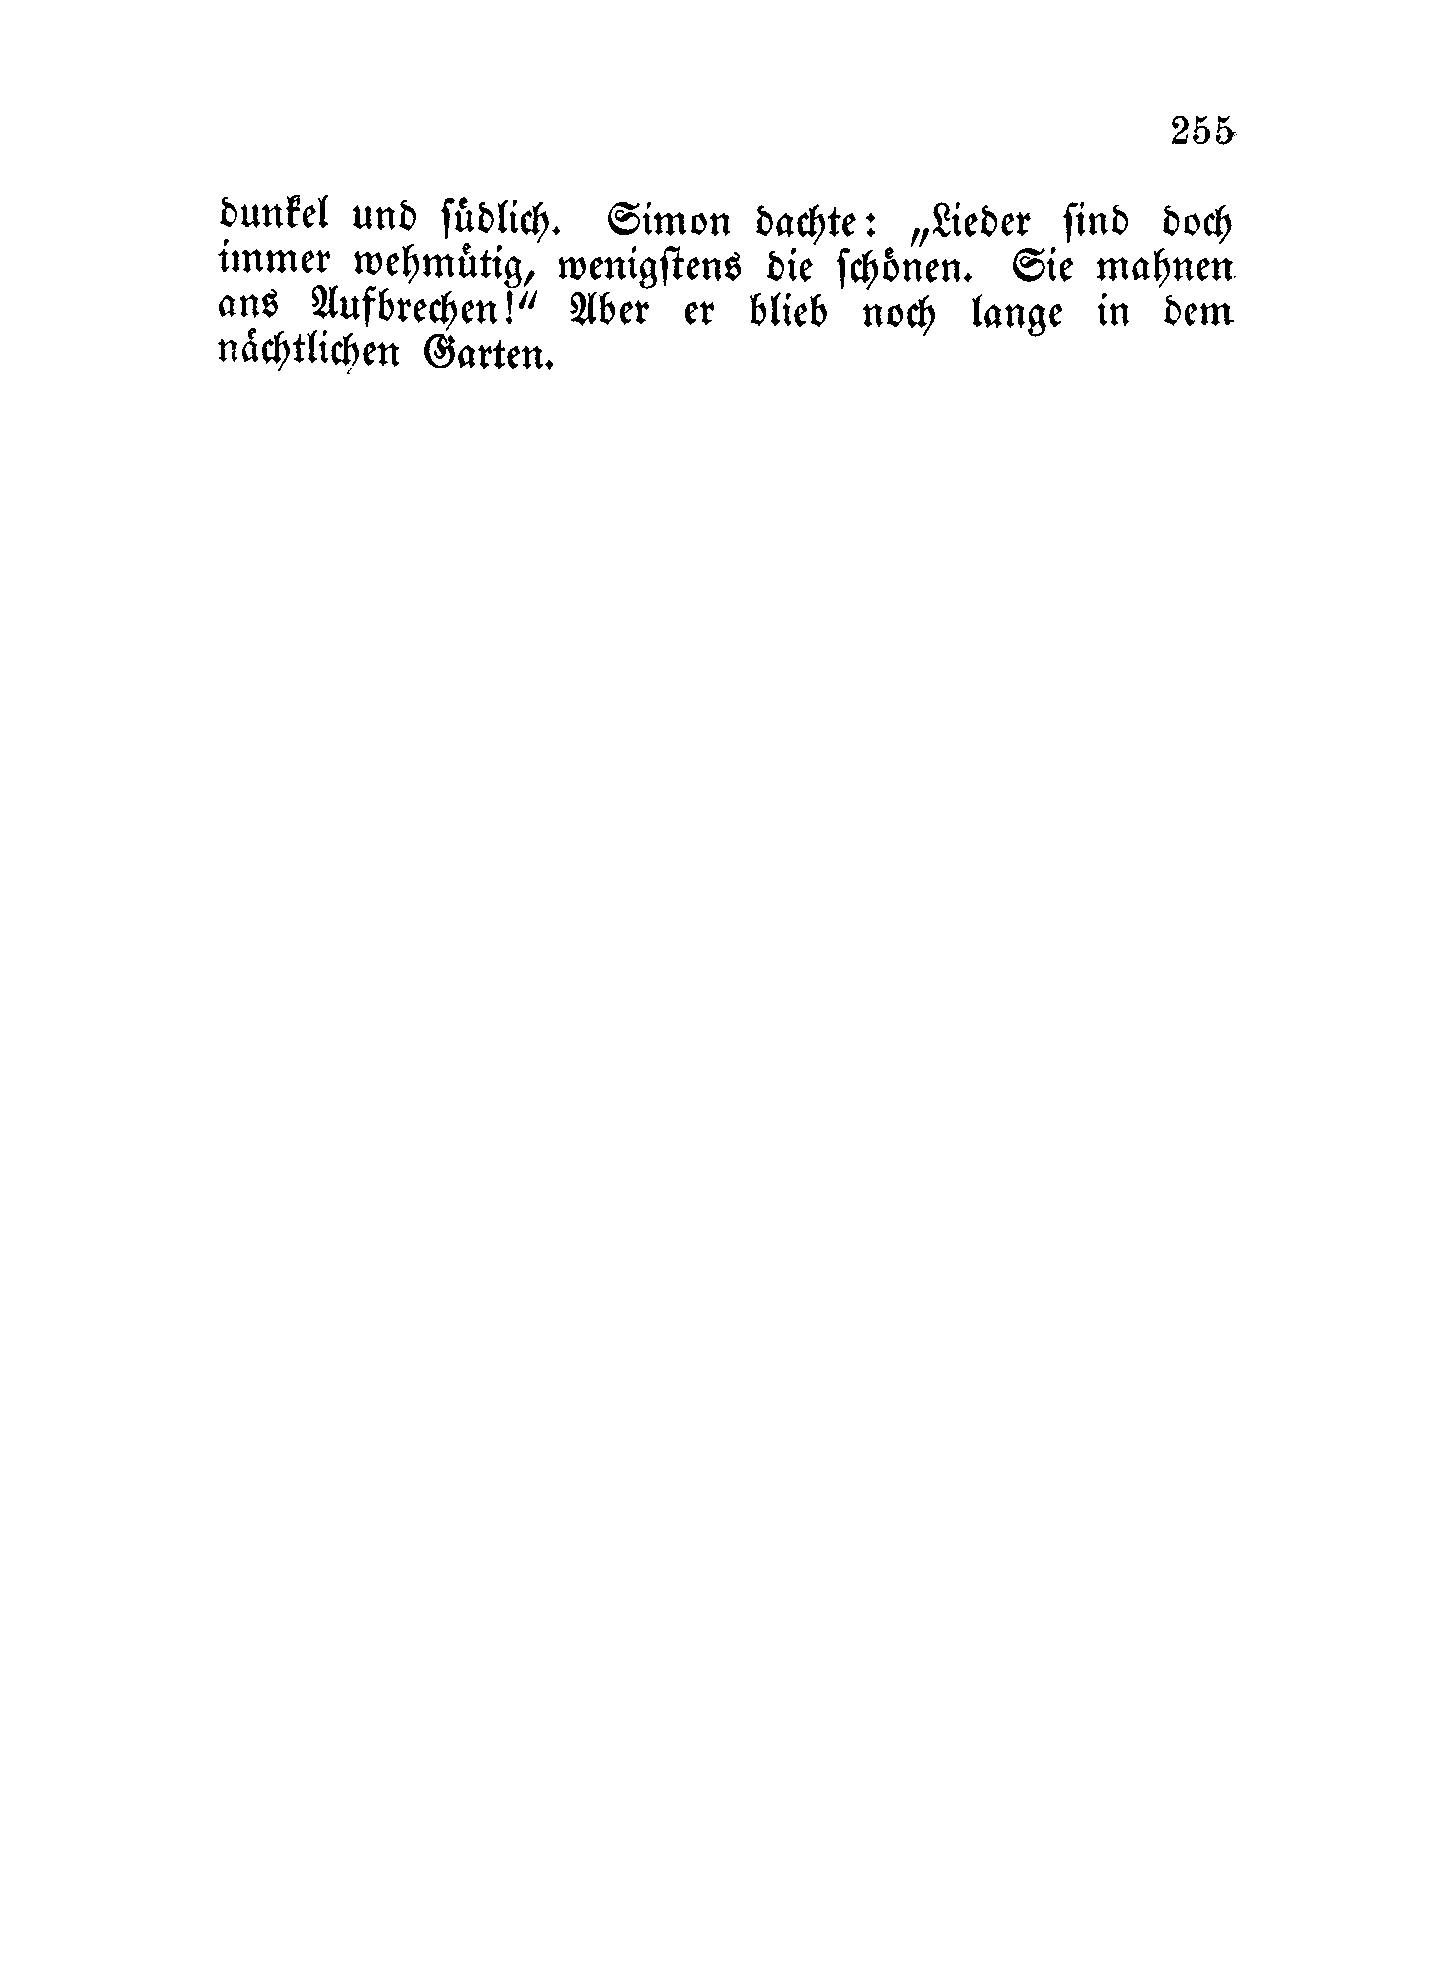 255
dunkel und ſüdlich. Simon dachte: „Lieder ſind doch
immer wehmütig, wenigſtens die ſchönen. Sie mahnen
ans Aufbrechen!“ Aber er blieb noch lange in dem
nächtlichen Garten.